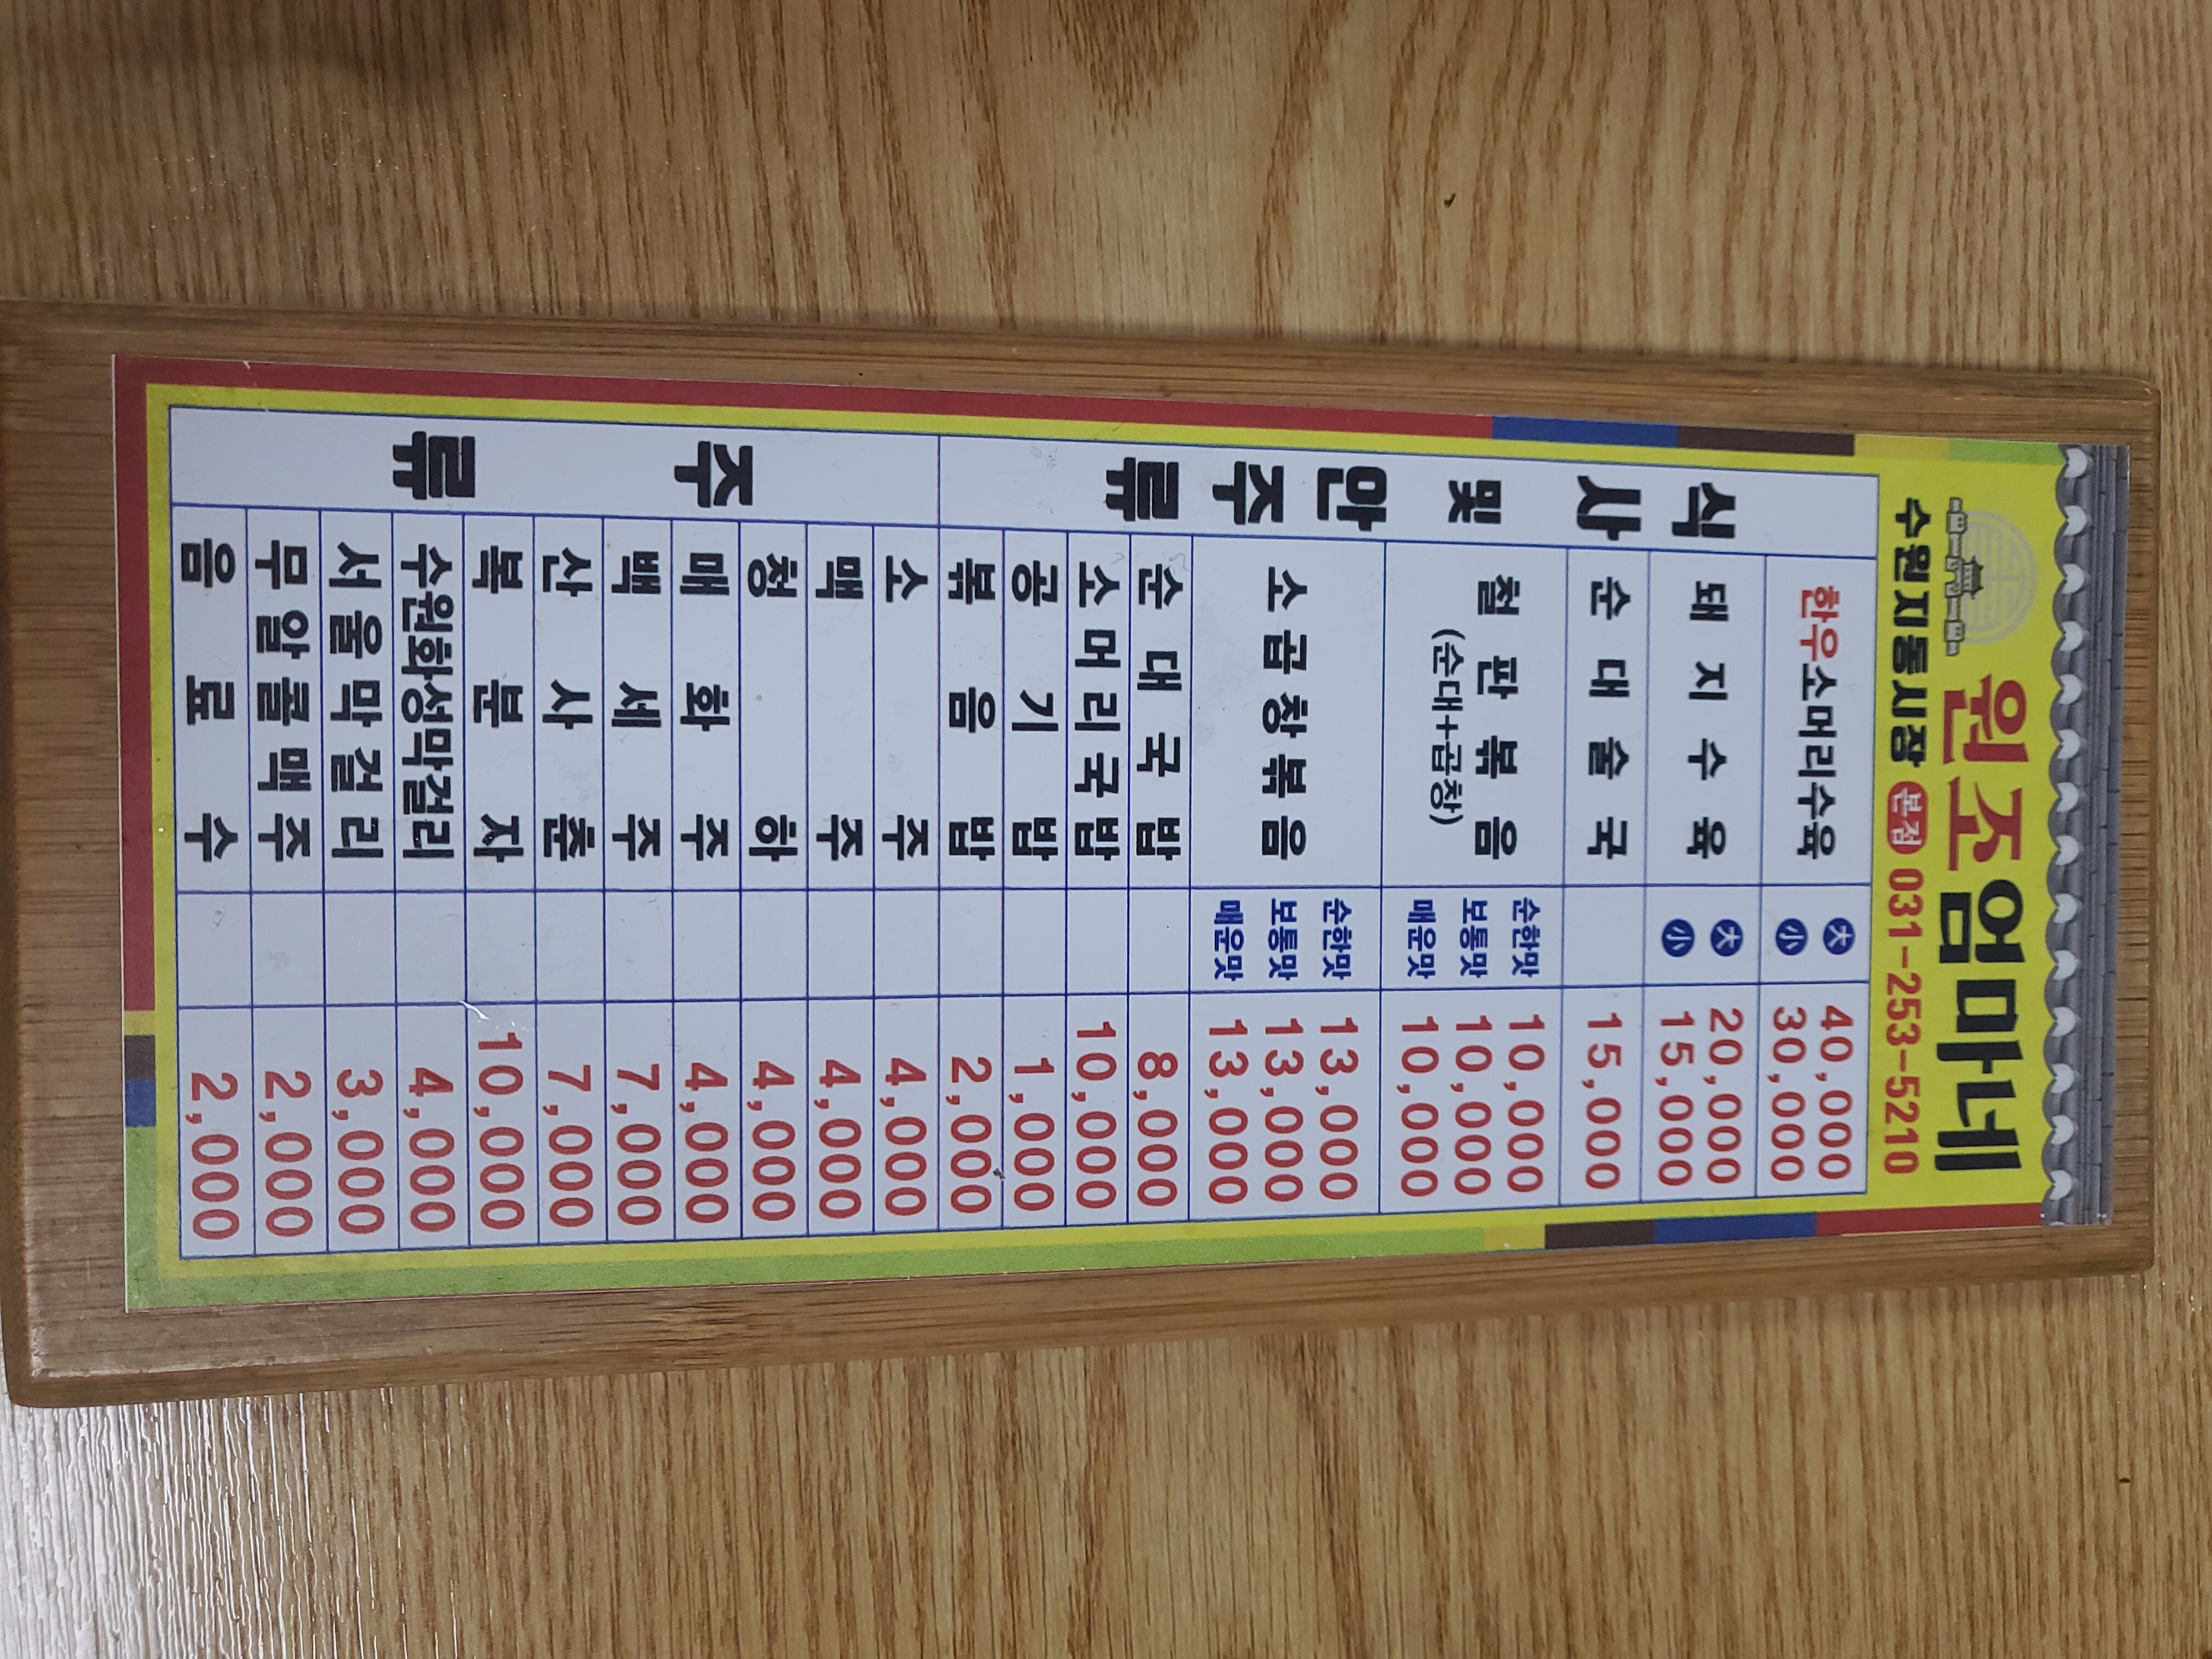 원조엄마네
수원지동시장 본점 031-253-5210
식사 및 안주류
한우소머리수육 大 40,000
小 30,000
돼지수육 大 20,000
小 15,000
순대술국 15,000
철판볶음 (순대+곱창) 순한맛 10,000
보통맛 10,000
매운맛 10,000
소곱창볶음 순한맛 13,000
보통맛 13,000
매운맛 13,000
순대국밥 8,000
소머리국밥 10,000
공기밥 1,000
볶음밥 2,000
주류
소주 4,000
맥주 4,000
청하 4,000
매화주 4,000
백세주 7,000
산사춘 7,000
복분자 10,000
수원화성막걸리 4,000
서울막걸리 3,000
무알콜맥주 2,000
음료수 2,000